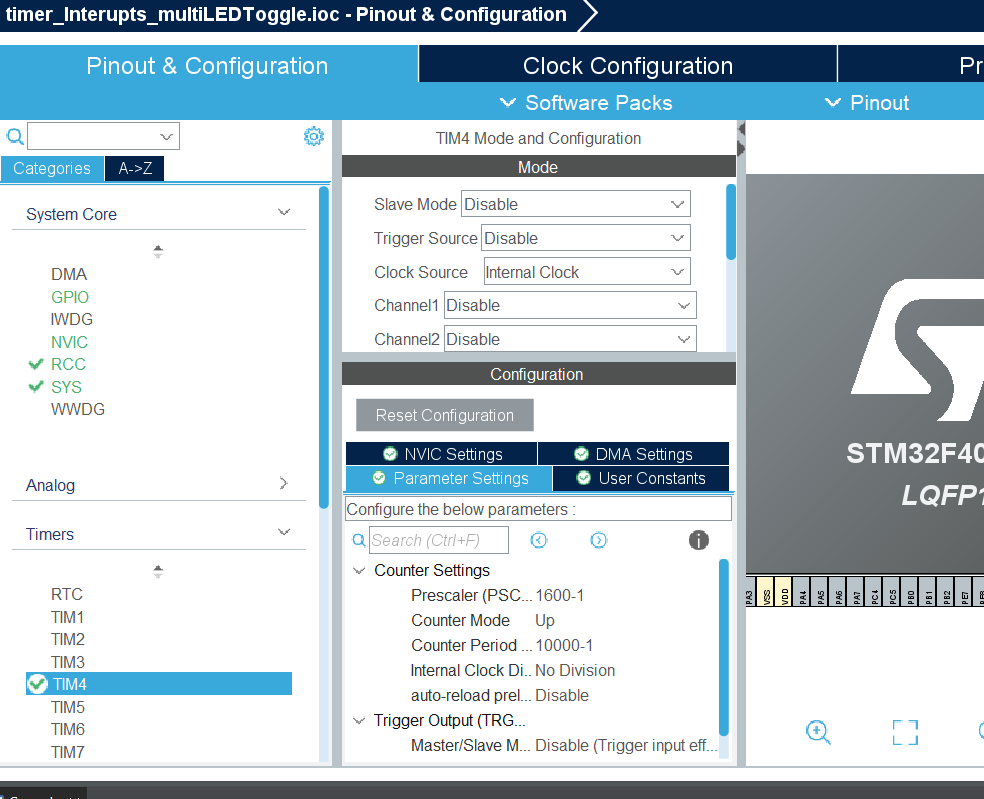 timer_Interupts_multiLEDToggle.ioc - Pinout & Configuration
Pinout & Configuration
Clock Configuration
Pr
Software Packs
Pinout
Categories
A->Z
System Core
DMA
GPIO
IWDG
NVIC
RCC
SYS
WWDG
Analog
Timers
RTC
TIM1
TIM2
TIM3
TIM4
TIM5
TIM6
TIM7
TIM4 Mode and Configuration
Mode
Slave Mode Disable
Trigger Source Disable
Clock Source Internal Clock
Channel1 Disable
Channel2 Disable
Configuration
Reset Configuration
NVIC Settings
DMA Settings
Parameter Settings
User Constants
Configure the below parameters :
Search (Ctrl+F)
Counter Settings
Prescaler (PSC... 1600-1
Counter Mode Up
Counter Period ... 10000-1
Internal Clock Di.. No Division
auto-reload prel... Disable
Trigger Output (TRG...
Master/Slave M... Disable (Trigger input eff...
STM32F40
LQFP1
PA3 VSS VDD PA4 PA5 PA6 PA7 PC4 PC5 PB0 PB1 PB2 PE7